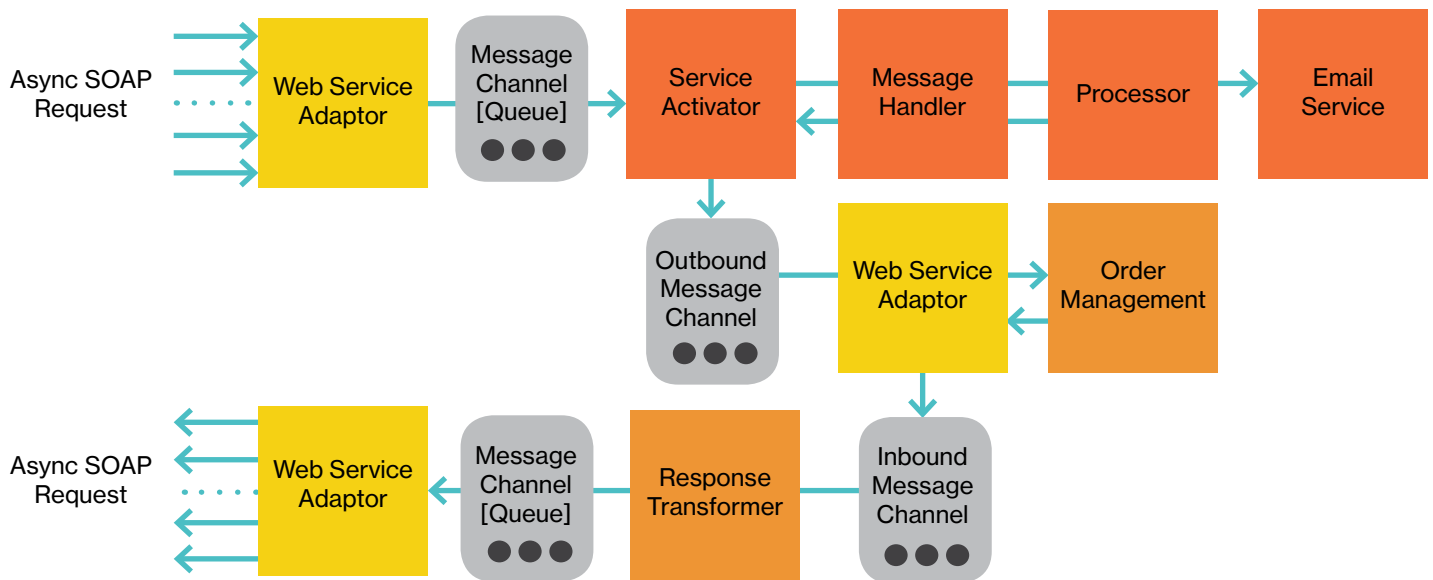 Async SOAP
Request
Web Service
Adaptor
Message
Channel
[Queue]
Service
Activator
Message
Handler
Processor
Email
Service
Outbound
Message
Channel
Web Service
Adaptor
Order
Management
Async SOAP
Request
Web Service
Adaptor
Message
Channel
[Queue]
Response
Transformer
Inbound
Message
Channel